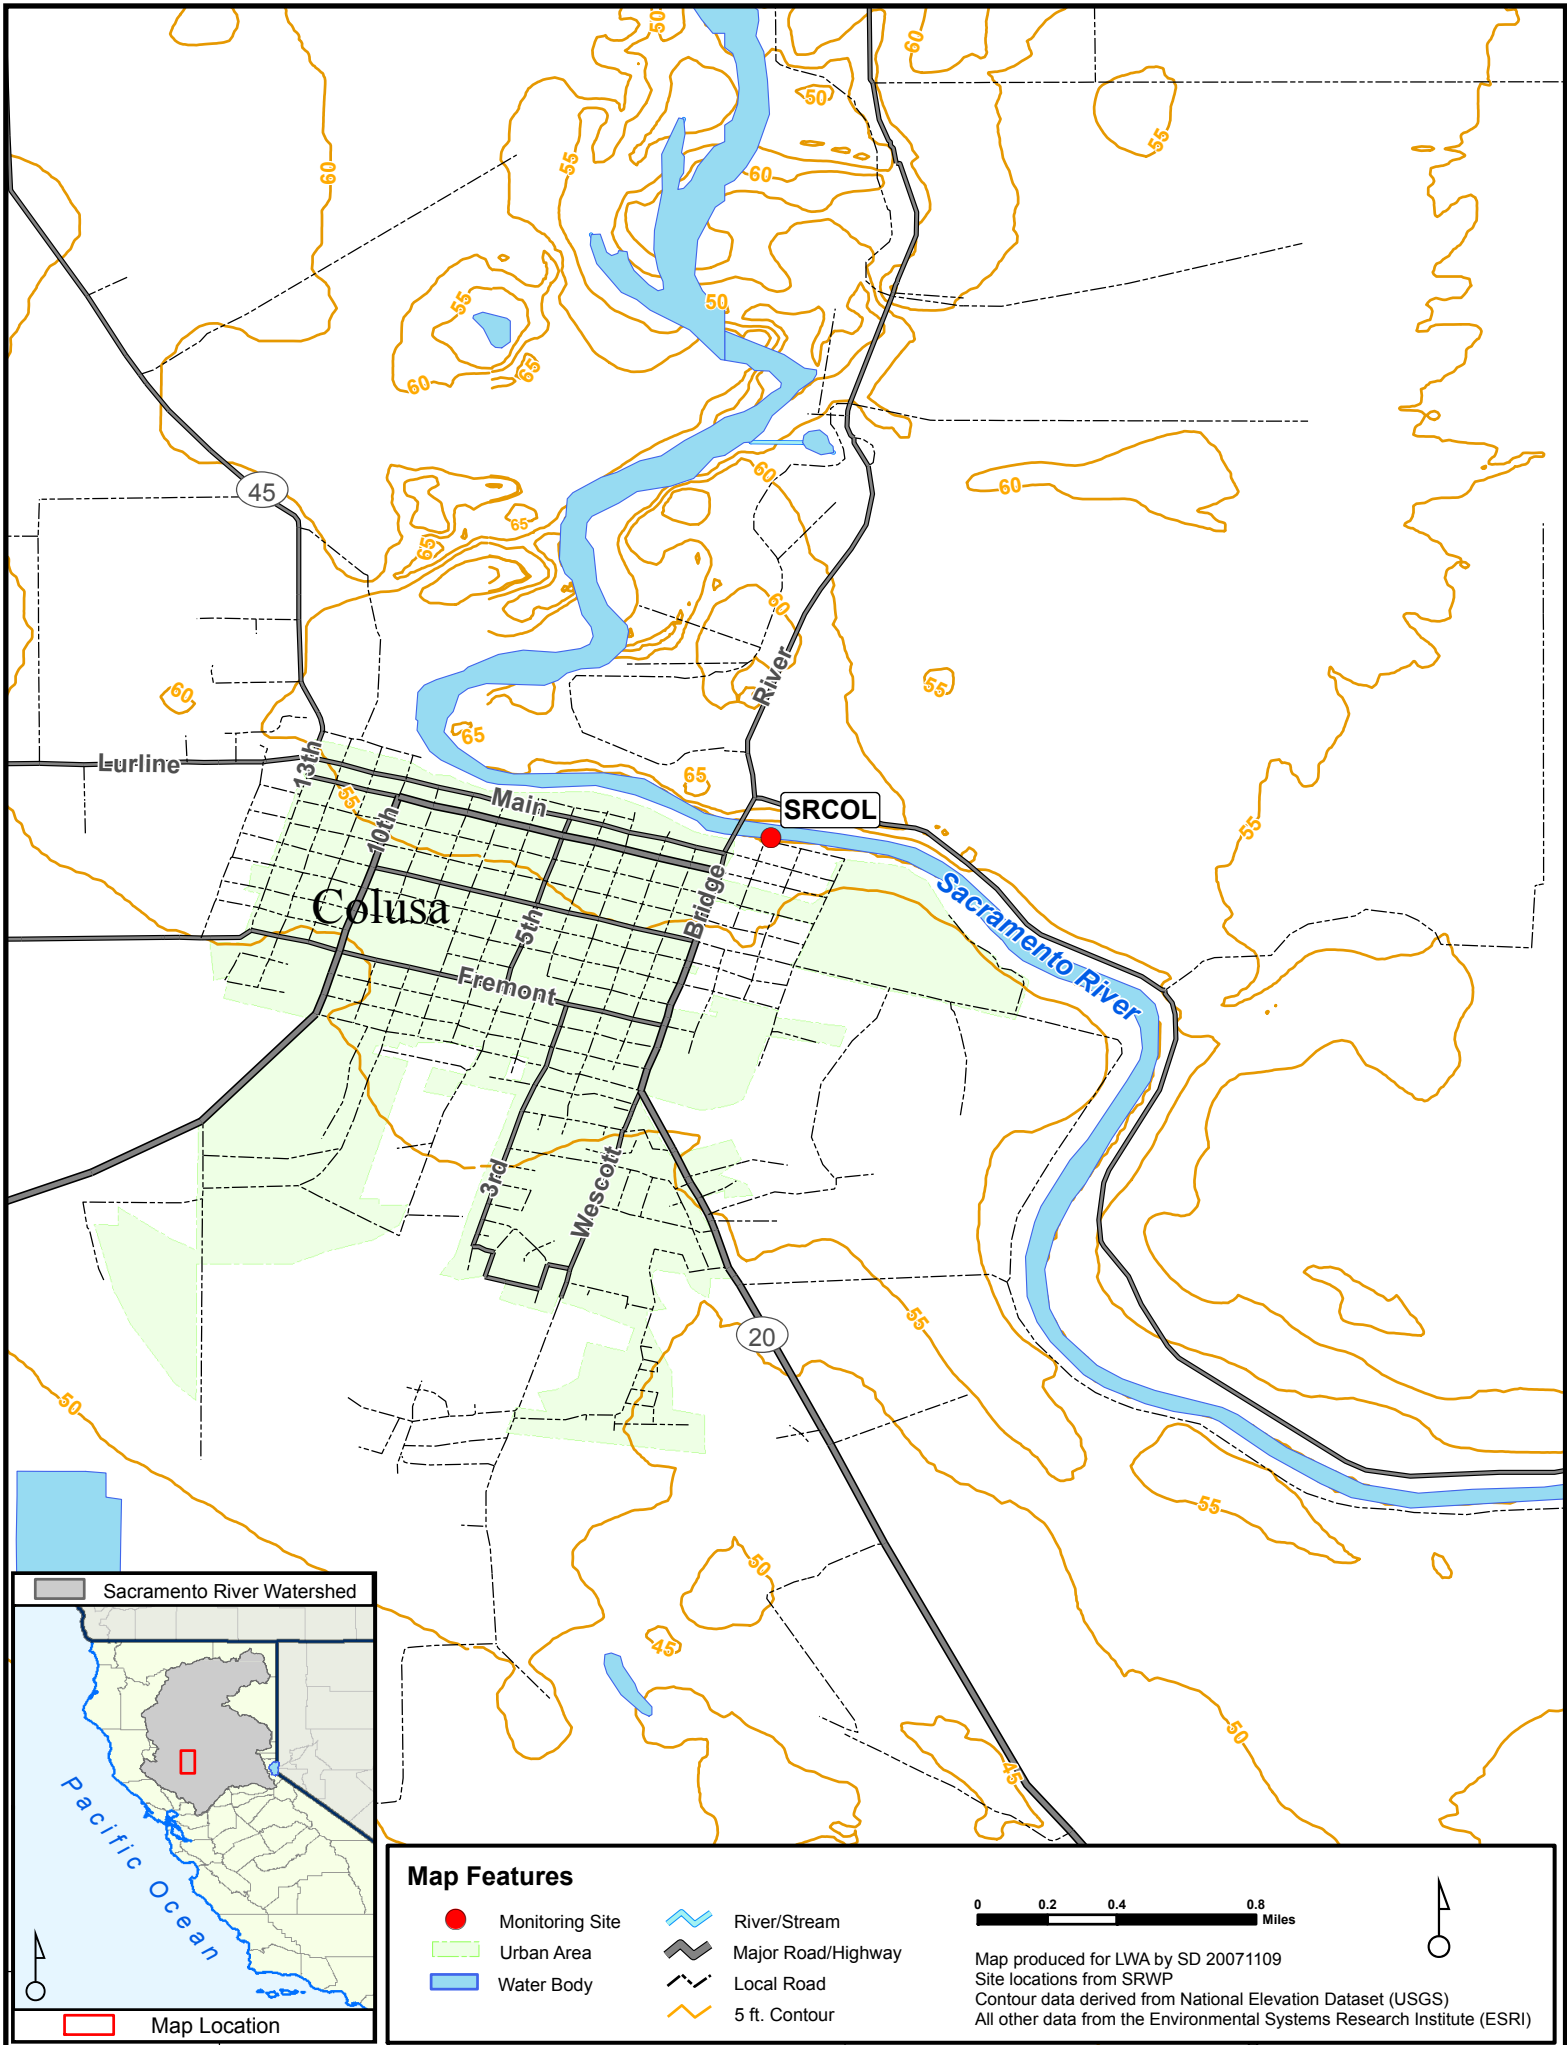 50
60
50
55
55
60
60
50
55
65
60
45
60
60
65
65
60
River
60
55
65
Lurline
13th
65
55
Main
SRCOL
10th
55
Colusa
Bridge
Sacramento River
5th
Fremont
3rd
Wescott
55
20
50
55
50
45
50
45
Sacramento River Watershed
Pacific Ocean
Map Location
Map Features
Monitoring Site
Urban Area
Water Body
River/Stream
Major Road/Highway
Local Road
5 ft. Contour
0 0.2 0.4 0.8
Miles
Map produced for LWA by SD 20071109
Site locations from SRWP
Contour data derived from National Elevation Dataset (USGS)
All other data from the Environmental Systems Research Institute (ESRI)